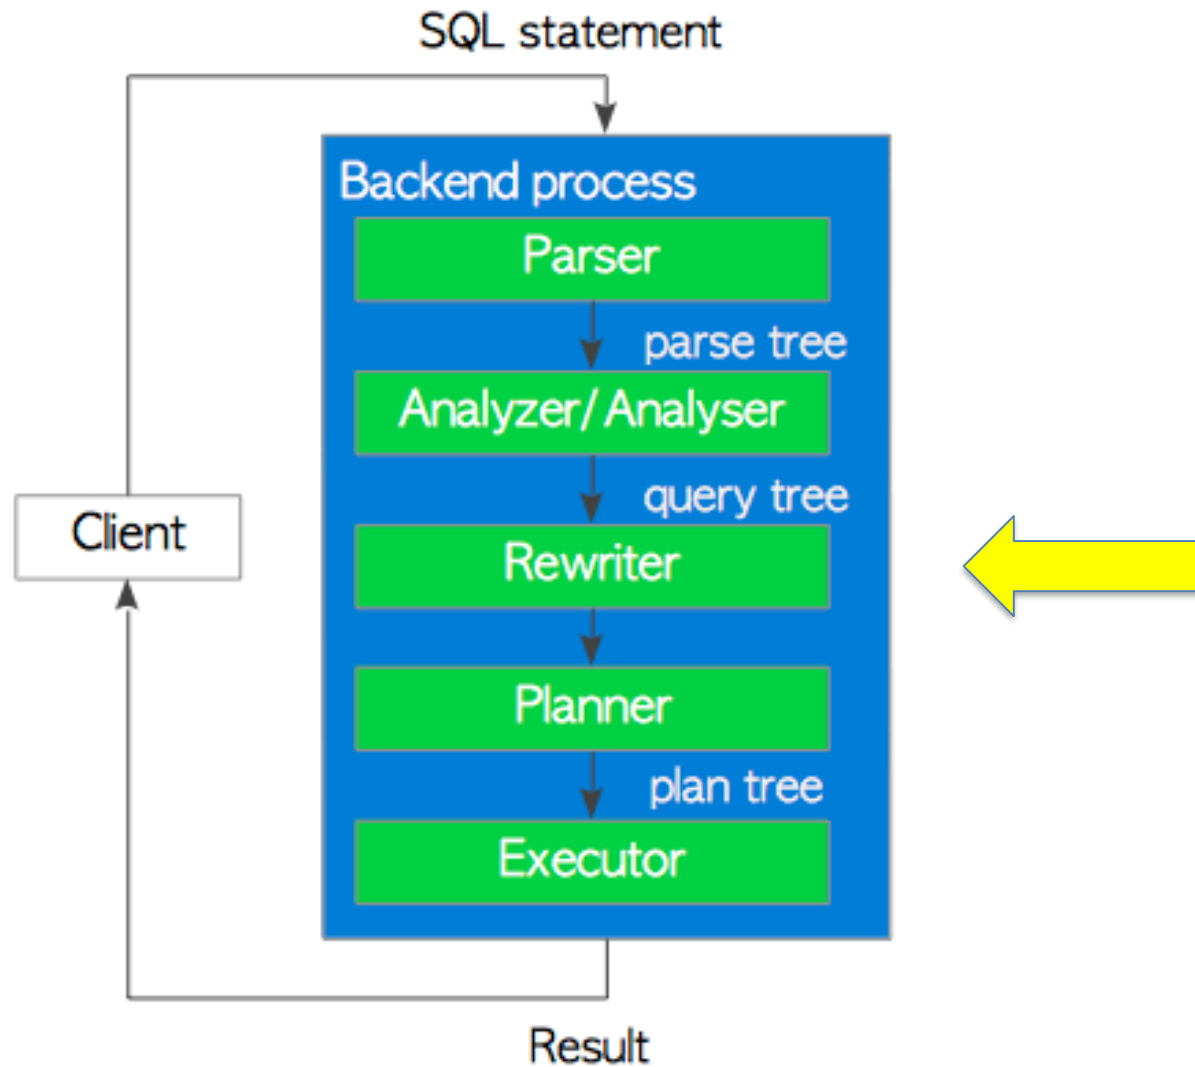 SQL statement
Backend process
Parser
parse tree
Analyzer/Analyser
query tree
Client
Rewriter
Planner
plan tree
Executor
Result